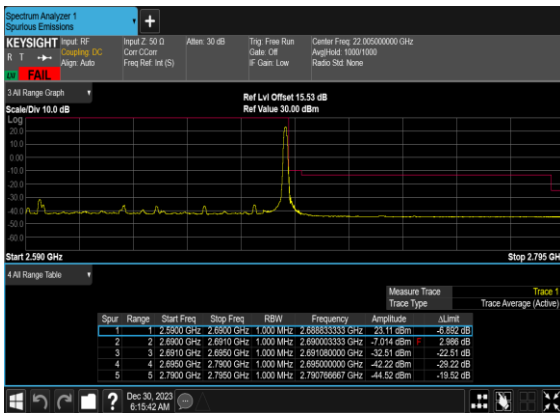 Spectrum Analyzer 1
Spurious Emissions
KEYSIGHT Input: RF Input Z: 50 Ω Atten: 30 dB Trig: Free Run Center Freq: 22.005000000 GHz
R T Coupling: DC Corr CCorr Gate: Off Avg|Hold: 1000/1000
Align: Auto Freq Ref: Int (S) IF Gain: Low Radio Std: None
FAIL
3 All Range Graph
Ref Lvl Offset 15.53 dB
Scale/Div 10.0 dB Ref Value 30.00 dBm
Log
20.0
10.0
0.00
-10.0
-20.0
-30.0
-40.0
-50.0
-60.0
Start 2.590 GHz Stop 2.795 GH
4 All Range Table
Measure Trace Trace 1
Trace Type Trace Average (Active)
Spur Range Start Freq Stop Freq RBW Frequency Amplitude ΔLimit
1 1 2.5900 GHz 2.6900 GHz 1.000 MHz 2.688833333 GHz 23.11 dBm -6.892 dB
2 2 2.6900 GHz 2.6910 GHz 1.000 MHz 2.690003333 GHz -7.014 dBm F 2.986 dB
3 3 2.6910 GHz 2.6950 GHz 1.000 MHz 2.691080000 GHz -32.51 dBm -22.51 dB
4 4 2.6950 GHz 2.7900 GHz 1.000 MHz 2.695000000 GHz -42.22 dBm -29.22 dB
5 5 2.7900 GHz 2.7950 GHz 1.000 MHz 2.790766667 GHz -44.52 dBm -19.52 dB
Dec 30, 2023
6:15:42 AM